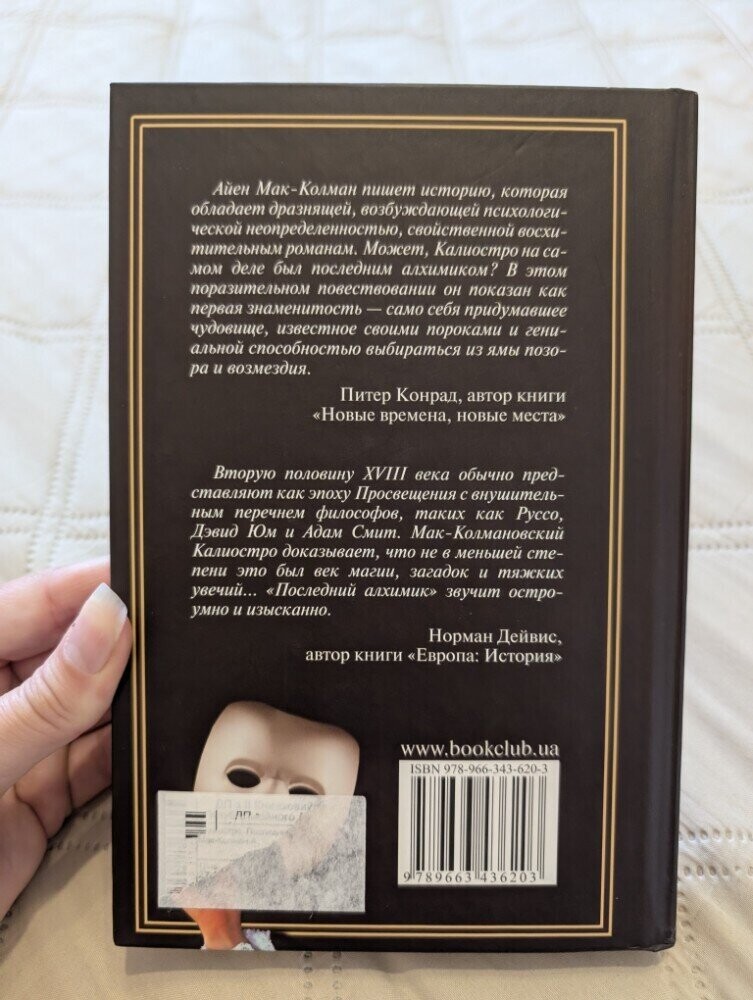 Айен Мак-Колман пишет историю, которая
обладает дразнящей, возбуждающей психологи-
ческой неопределенностью, свойственной восхи-
тительным романам. Может, Калиостро на са-
мом деле был последним алхимиком? В этом
поразительном повествовании он показан как
первая знаменитость — само себя придумавшее
чудовище, известное своими пороками и гени-
альной способностью выбираться из ямы позо-
ра и возмездия.
Питер Конрад, автор книги
«Новые времена, новые места»
Вторую половину XVIII века обычно пред-
ставляют как эпоху Просвещения с внушитель-
ным перечнем философов, таких как Руссо,
Дэвид Юм и Адам Смит. Мак-Колмановский
Калиостро доказывает, что не в меньшей сте-
пени это был век магии, загадок и тяжких
увечий... «Последний алхимик» звучит остро-
умно и изысканно.
Норман Дейвис,
автор книги «Европа: История»
www.bookclub.ua
ISBN 978-966-343-620-3
9 789663 436203